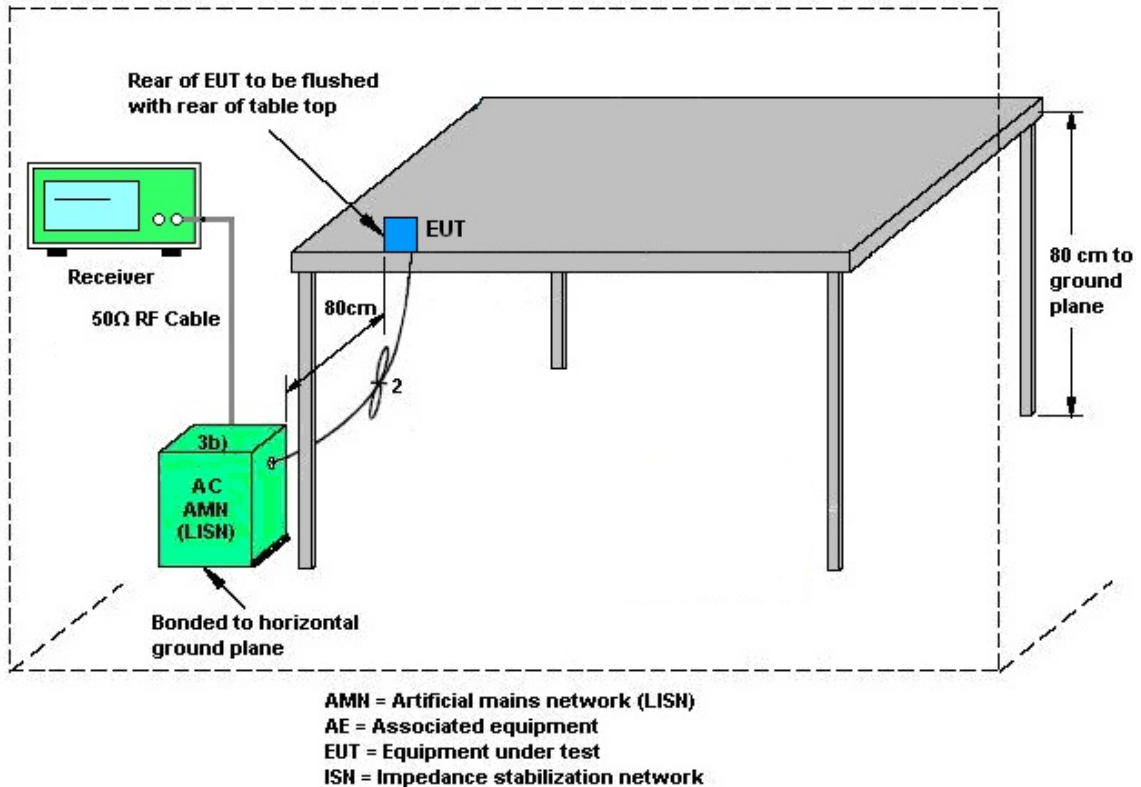 Rear of EUT to be flushed
with rear of table top
EUT
Receiver
50Ω RF Cable
80cm
80 cm to
ground
plane
2
3b)
AC
AMN
(LISN)
Bonded to horizontal
ground plane
AMN = Artificial mains network (LISN)
AE = Associated equipment
EUT = Equipment under test
ISN = Impedance stabilization network